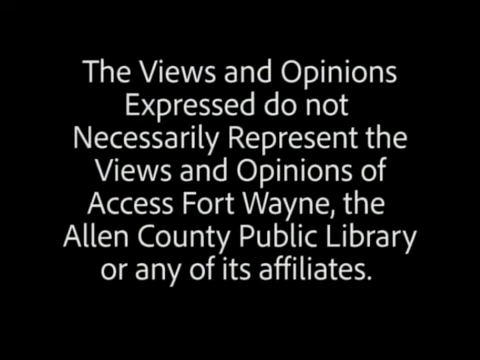 The Views and Opinions
Expressed do not
Necessarily Represent the
Views and Opinions of
Access Fort Wayne, the
Allen County Public Library
or any of its affiliates.